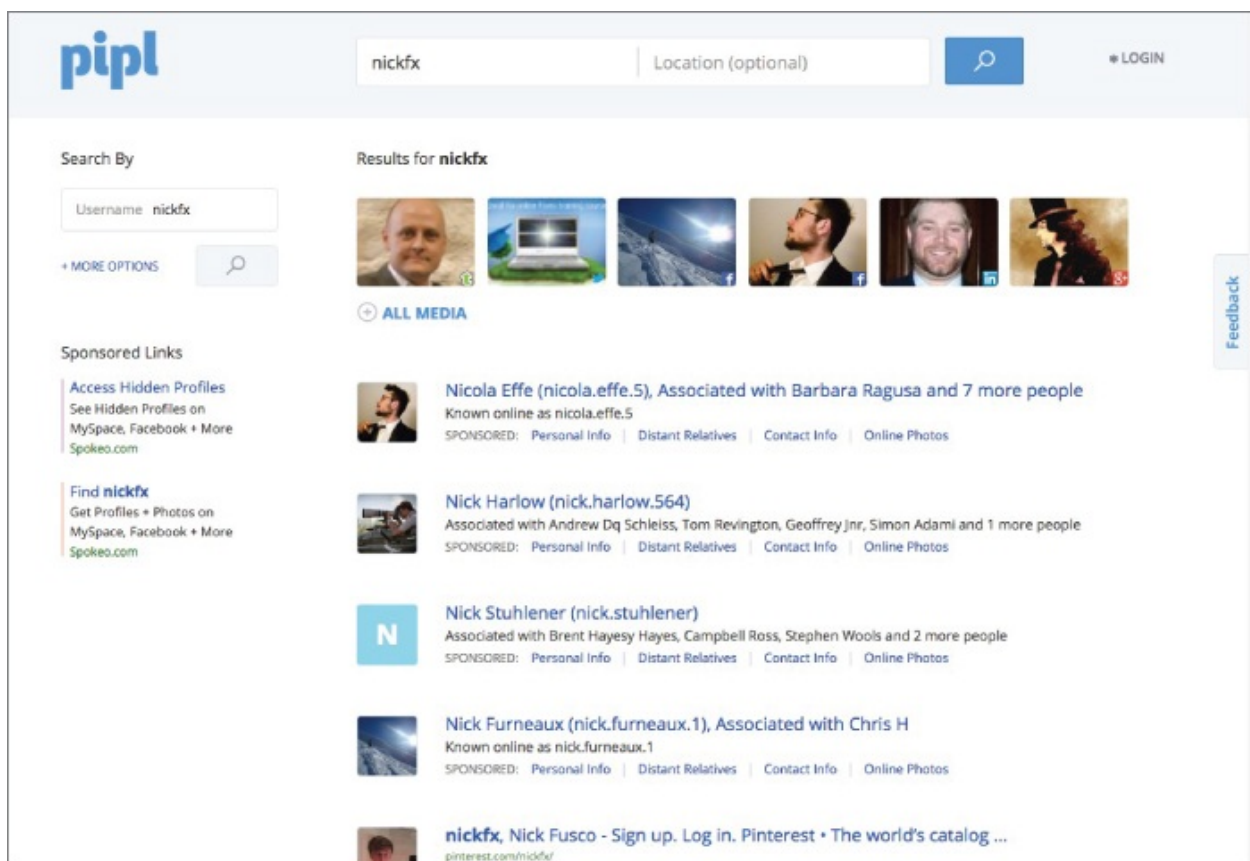 pipl
nickfx Location (optional) LOGIN
Search By
Username nickfx
+ MORE OPTIONS
Sponsored Links
Access Hidden Profiles
See Hidden Profiles on
MySpace, Facebook + More
Spokeo.com
Find nickfx
Get Profiles + Photos on
MySpace, Facebook + More
Spokeo.com
Results for nickfx
ALL MEDIA
Nicola Effe (nicola.effe.5), Associated with Barbara Ragusa and 7 more people
Known online as nicola.effe.5
SPONSORED: Personal Info | Distant Relatives | Contact Info | Online Photos
Nick Harlow (nick.harlow.564)
Associated with Andrew Dq Schleiss, Tom Revington, Geoffrey Jnr, Simon Adami and 1 more people
SPONSORED: Personal Info | Distant Relatives | Contact Info | Online Photos
N
Nick Stuhlener (nick.stuhlener)
Associated with Brent Hayesy Hayes, Campbell Ross, Stephen Wools and 2 more people
SPONSORED: Personal Info | Distant Relatives | Contact Info | Online Photos
Nick Furneaux (nick.furneaux.1), Associated with Chris H
Known online as nick.furneaux.1
SPONSORED: Personal Info | Distant Relatives | Contact Info | Online Photos
nickfx, Nick Fusco - Sign up. Log in. Pinterest • The world's catalog ...
pinterest.com/nickfx/
Feedback